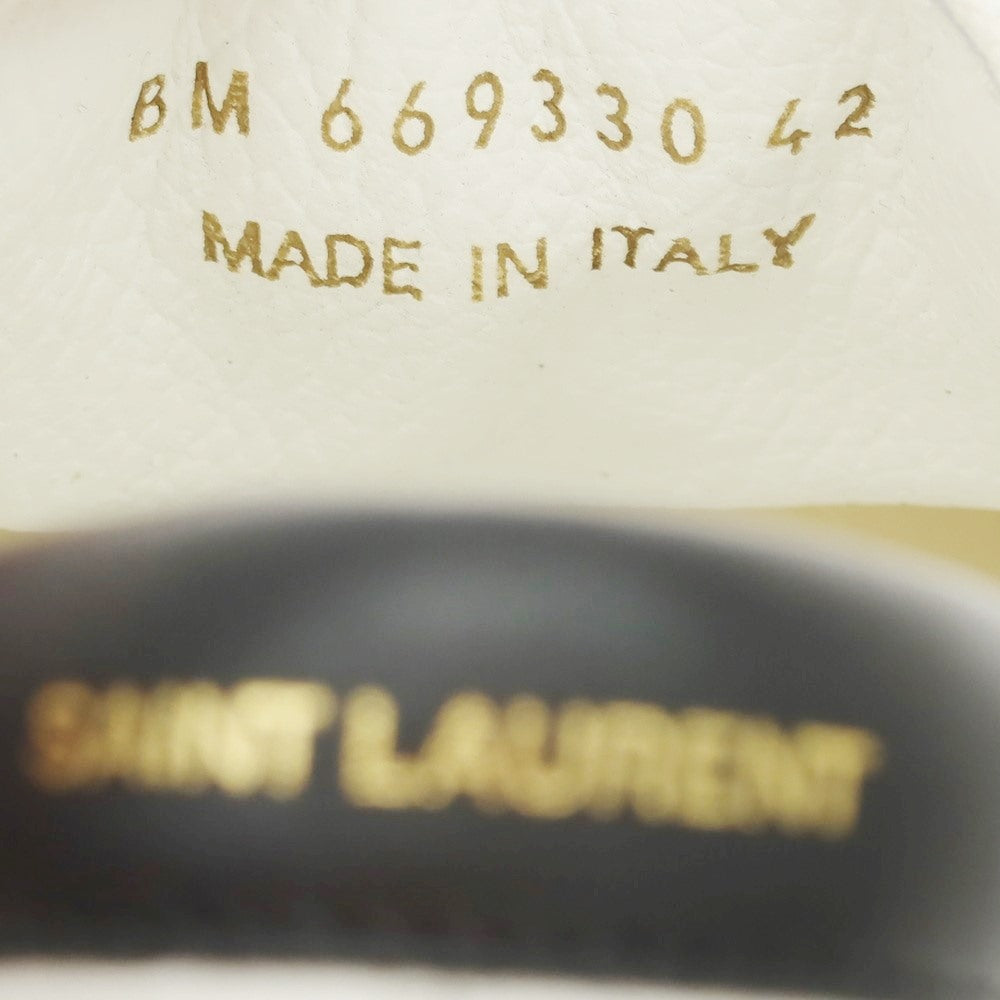 BM 669330 42
MADE IN ITALY
SAINT LAURENT